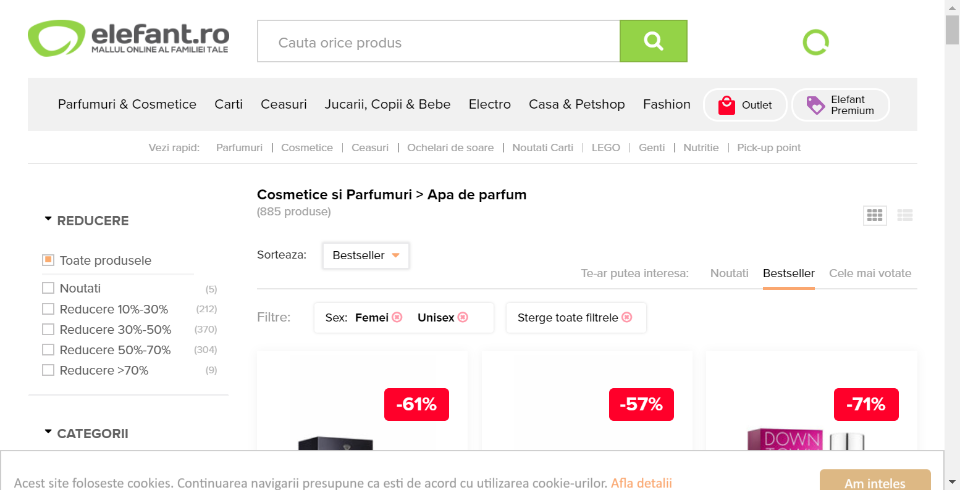 elefant.ro
MALLUL ONLINE AL FAMILIEI TALE
Cauta orice produs
Parfumuri & Cosmetice Carti Ceasuri Jucarii, Copii & Bebe Electro Casa & Petshop Fashion Outlet Elefant Premium
Vezi rapid: Parfumuri | Cosmetice | Ceasuri | Ochelari de soare | Noutati Carti | LEGO | Genti | Nutritie | Pick-up point
REDUCERE
Toate produsele
Noutati (5)
Reducere 10%-30% (212)
Reducere 30%-50% (370)
Reducere 50%-70% (304)
Reducere >70% (9)
CATEGORII
Cosmetice si Parfumuri > Apa de parfum
(885 produse)
Sorteaza: Bestseller
Te-ar putea interesa: Noutati Bestseller Cele mai votate
Filtre: Sex: Femei Unisex Sterge toate filtrele
-61% -57% -71%
DOWN
Acest site foloseste cookies. Continuarea navigarii presupune ca esti de acord cu utilizarea cookie-urilor. Afla detalii Am inteles